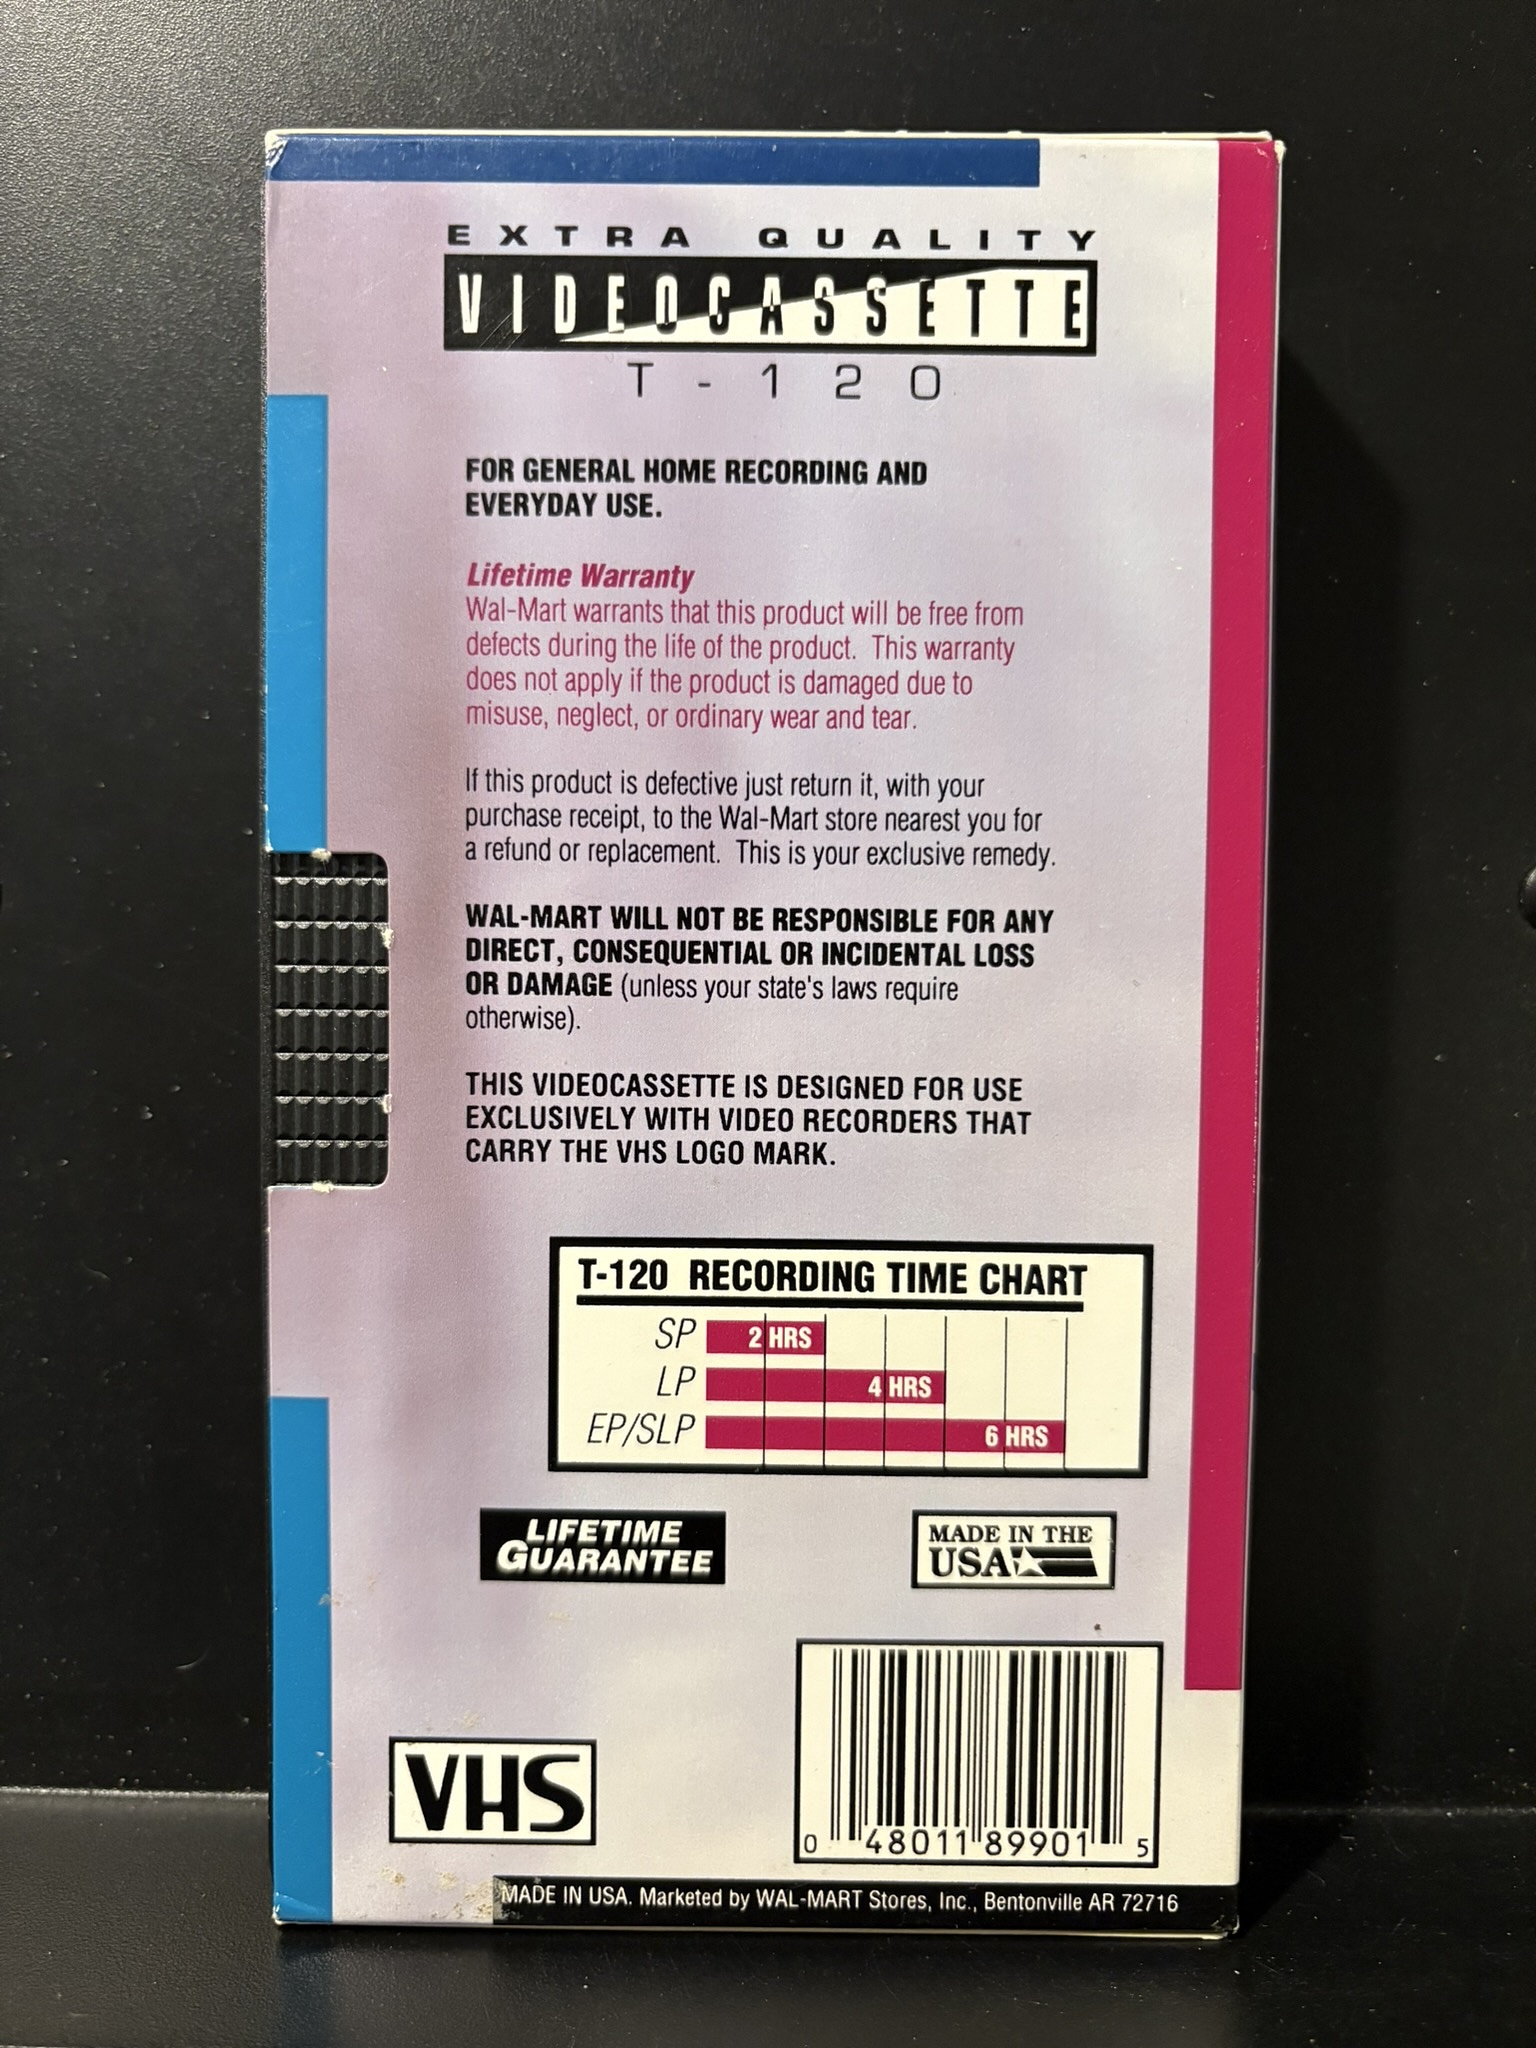 EXTRA QUALITY
VIDEOCASSETTE
T-120
FOR GENERAL HOME RECORDING AND
EVERYDAY USE.
Lifetime Warranty
Wal-Mart warrants that this product will be free from
defects during the life of the product. This warranty
does not apply if the product is damaged due to
misuse, neglect, or ordinary wear and tear.
If this product is defective just return it, with your
purchase receipt, to the Wal-Mart store nearest you for
a refund or replacement. This is your exclusive remedy.
WAL-MART WILL NOT BE RESPONSIBLE FOR ANY
DIRECT, CONSEQUENTIAL OR INCIDENTAL LOSS
OR DAMAGE (unless your state's laws require
otherwise).
THIS VIDEOCASSETTE IS DESIGNED FOR USE
EXCLUSIVELY WITH VIDEO RECORDERS THAT
CARRY THE VHS LOGO MARK.
T-120 RECORDING TIME CHART
SP 2 HRS
LP 4 HRS
EP/SLP 6 HRS
LIFETIME
GUARANTEE
MADE IN THE
USA
VHS
0 48011 89901 5
MADE IN USA. Marketed by WAL-MART Stores, Inc., Bentonville AR 72716